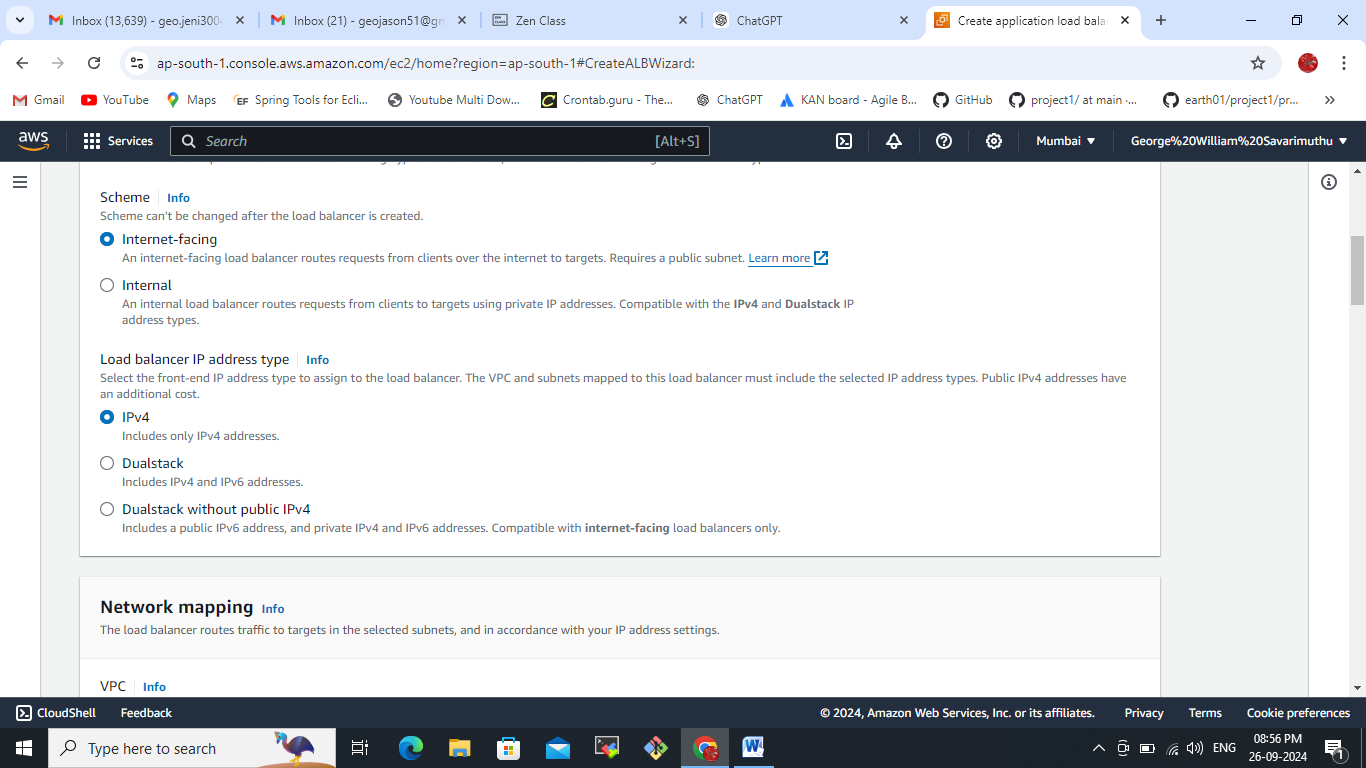 Inbox (13,639) - geo.jeni300
Inbox (21) - geojason51@gm
Zen Class
ChatGPT
Create application load bala
ap-south-1.console.aws.amazon.com/ec2/home?region=ap-south-1#CreateALBWizard:
Gmail
YouTube
Maps
Spring Tools for Ecli...
Youtube Multi Dow...
Crontab.guru - The...
ChatGPT
KAN board - Agile B...
GitHub
project1/ at main ·...
earth01/project1/pr...
aws
Services
Search
[Alt+S]
Mumbai
George%20William%20Savarimuthu
Scheme
Info
Scheme can't be changed after the load balancer is created.
Internet-facing
An internet-facing load balancer routes requests from clients over the internet to targets. Requires a public subnet. Learn more
Internal
An internal load balancer routes requests from clients to targets using private IP addresses. Compatible with the IPv4 and Dualstack IP
address types.
Load balancer IP address type
Info
Select the front-end IP address type to assign to the load balancer. The VPC and subnets mapped to this load balancer must include the selected IP address types. Public IPv4 addresses have
an additional cost.
IPv4
Includes only IPv4 addresses.
Dualstack
Includes IPv4 and IPv6 addresses.
Dualstack without public IPv4
Includes a public IPv6 address, and private IPv4 and IPv6 addresses. Compatible with internet-facing load balancers only.
Network mapping Info
The load balancer routes traffic to targets in the selected subnets, and in accordance with your IP address settings.
VPC
Info
CloudShell
Feedback
© 2024, Amazon Web Services, Inc. or its affiliates.
Privacy
Terms
Cookie preferences
Type here to search
ENG
08:56 PM
26-09-2024
1